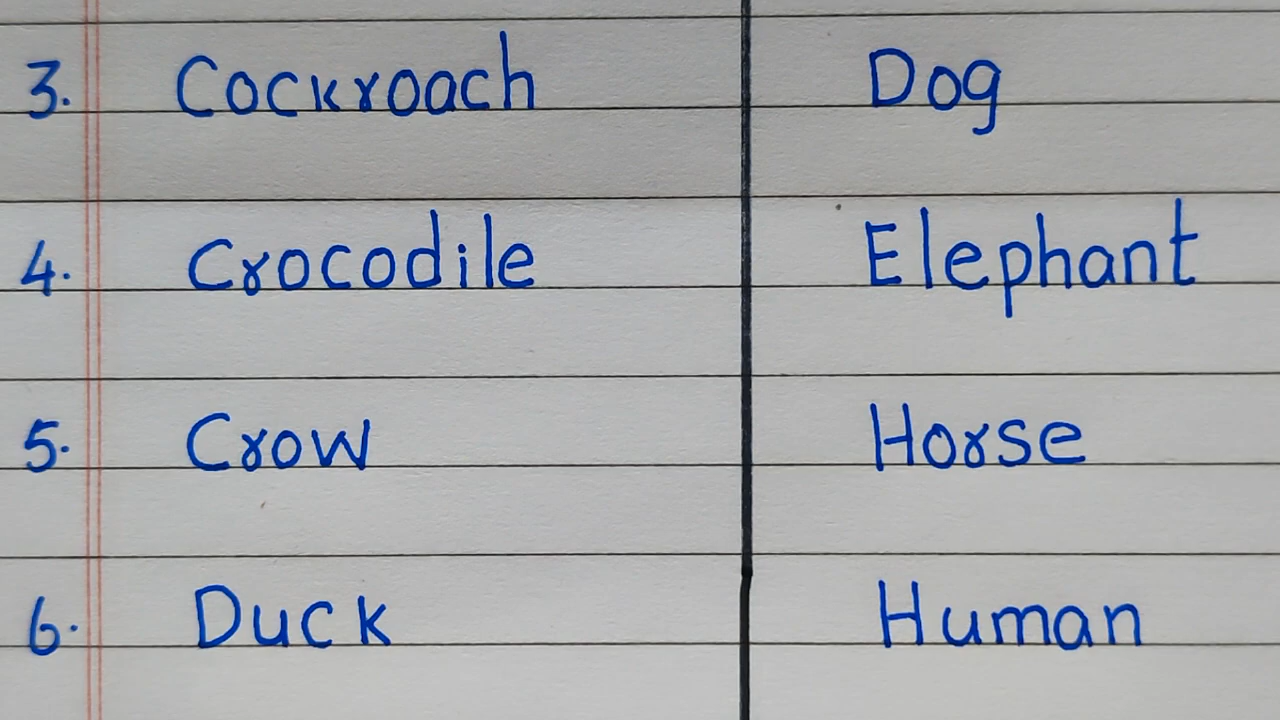 3. Cockroach Dog
4. Crocodile Elephant
5. Crow Horse
6. Duck Human